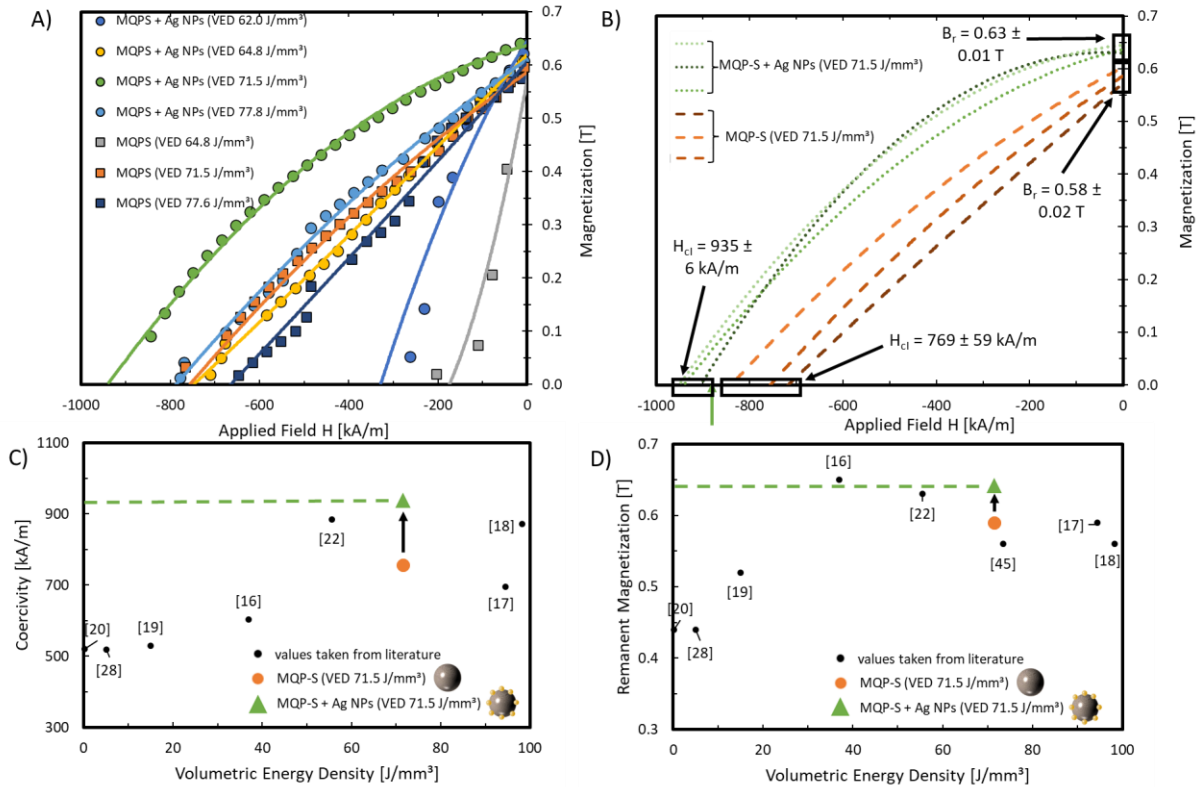 A)
MQPS + Ag NPs (VED 62.0 J/mm³)
MQPS + Ag NPs (VED 64.8 J/mm³)
MQPS + Ag NPs (VED 71.5 J/mm³)
MQPS + Ag NPs (VED 77.8 J/mm³)
MQPS (VED 64.8 J/mm³)
MQPS (VED 71.5 J/mm³)
MQPS (VED 77.6 J/mm³)
0.7
0.6
0.5
0.4
0.3
0.2
0.1
0.0
Magnetization [T]
-1000
-800
-600
-400
-200
0
Applied Field H [kA/m]
B)
MQP-S + Ag NPs (VED 71.5 J/mm³)
MQP-S (VED 71.5 J/mm³)
Br = 0.63 ±
0.01 T
Br = 0.58 ±
0.02 T
HcI = 935 ±
6 kA/m
HcI = 769 ± 59 kA/m
0.7
0.6
0.5
0.4
0.3
0.2
0.1
0.0
Magnetization [T]
-1000
-800
-600
-400
-200
0
Applied Field H [kA/m]
C)
1100
900
700
500
300
Coercivity [kA/m]
[20]
[28]
[19]
[16]
[22]
[18]
[17]
values taken from literature
MQP-S (VED 71.5 J/mm³)
MQP-S + Ag NPs (VED 71.5 J/mm³)
0
20
40
60
80
100
Volumetric Energy Density [J/mm³]
D)
0.7
0.6
0.5
0.4
0.3
Remanent Magnetization [T]
[20]
[28]
[19]
[16]
[22]
[45]
[17]
[18]
values taken from literature
MQP-S (VED 71.5 J/mm³)
MQP-S + Ag NPs (VED 71.5 J/mm³)
0
20
40
60
80
100
Volumetric Energy Density [J/mm³]